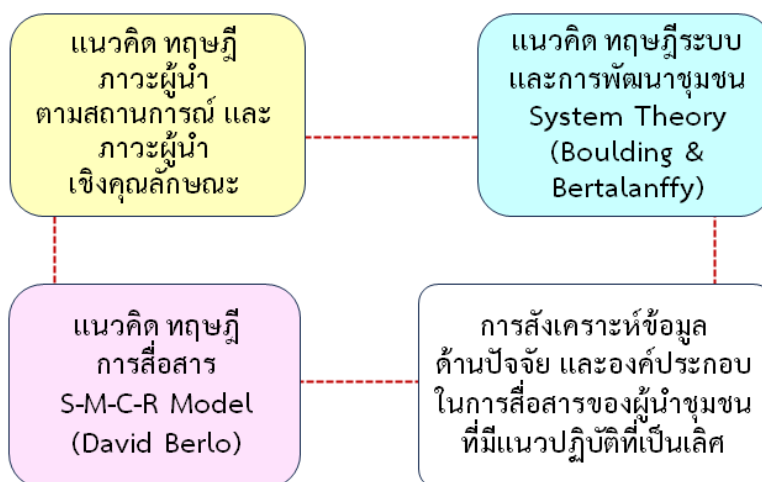 แนวคิด ทฤษฎี
ภาวะผู้นำ
ตามสถานการณ์ และ
ภาวะผู้นำ
เชิงคุณลักษณะ
แนวคิด ทฤษฎีระบบ
และการพัฒนาชุมชน
System Theory
(Boulding &
Bertalanffy)
แนวคิด ทฤษฎี
การสื่อสาร
S-M-C-R Model
(David Berlo)
การสังเคราะห์ข้อมูล
ด้านปัจจัย และองค์ประกอบ
ในการสื่อสารของผู้นำชุมชน
ที่มีแนวปฏิบัติที่เป็นเลิศ